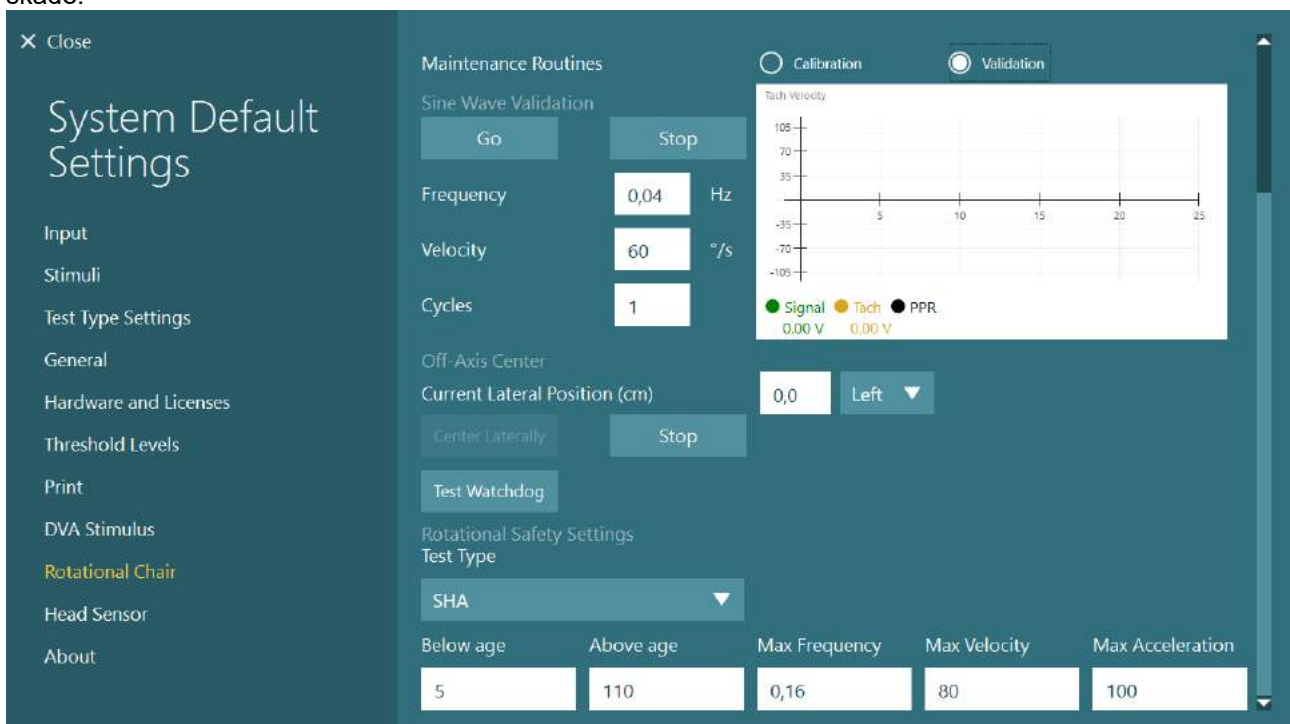 skade.
× Close
System Default
Settings
Input
Stimuli
Test Type Settings
General
Hardware and Licenses
Threshold Levels
Print
DVA Stimulus
Rotational Chair
Head Sensor
About
Maintenance Routines
Calibration
Validation
Sine Wave Validation
Go
Stop
Frequency
0,04
Hz
Velocity
60
°/s
Cycles
1
Tach Velocity
105
70
35
-35
-70
-105
5
10
15
20
25
Signal
Tach
PPR
0,00 V
0,00 V
Off-Axis Center
Current Lateral Position (cm)
0,0
Left
Center Laterally
Stop
Test Watchdog
Rotational Safety Settings
Test Type
SHA
Below age
Above age
Max Frequency
Max Velocity
Max Acceleration
5
110
0,16
80
100